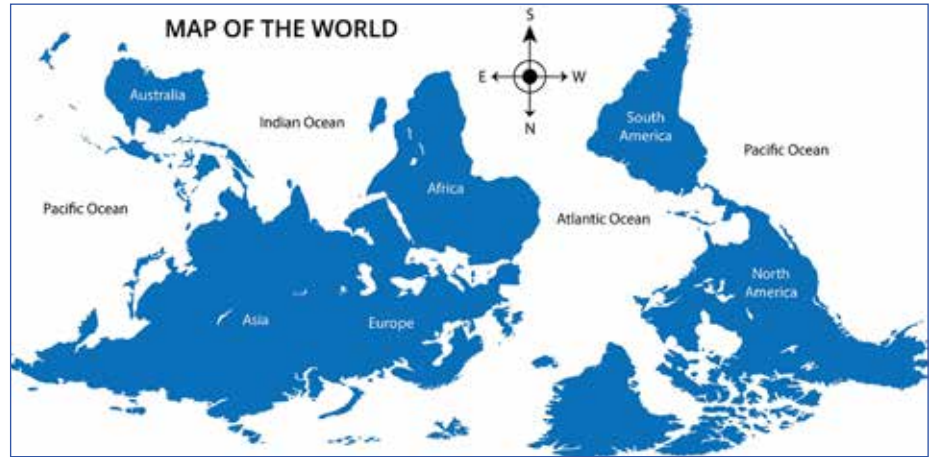 MAP OF THE WORLD
S
E
W
N
Australia
Indian Ocean
South
America
Pacific Ocean
Africa
Pacific Ocean
Atlantic Ocean
North
America
Asia
Europe